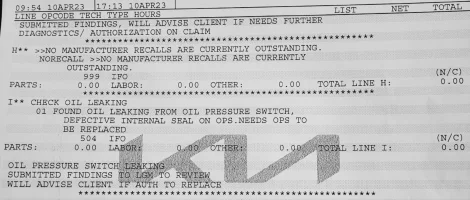 09:54 10APR23 17:13 10APR23
LINE OPCODE TECH TYPE HOURS LIST NET TOTAL
SUBMITTED FINDINGS, WILL ADVISE CLIENT IF NEEDS FURTHER
DIAGNOSTICS/ AUTHORIZATION ON CLAIM
****************************************************
H** >>NO MANUFACTURER RECALLS ARE CURRENTLY OUTSTANDING.
NORECALL >>NO MANUFACTURER RECALLS ARE CURRENTLY
OUTSTANDING.
999 IFO (N/C)
PARTS: 0.00 LABOR: 0.00 OTHER: 0.00 TOTAL LINE H: 0.00
****************************************************
I** CHECK OIL LEAKING
01 FOUND OIL LEAKING FROM OIL PRESSURE SWITCH,
DEFECTIVE INTERNAL SEAL ON OPS.NEEDS OPS TO
BE REPLACED
504 IFO (N/C)
PARTS: 0.00 LABOR: 0.00 OTHER: 0.00 TOTAL LINE I: 0.00
OIL PRESSURE SWITCH LEAKING
SUBMITTED FINDINGS TO LGM TO REVIEW
WILL ADVISE CLIENT IF AUTH TO REPLACE
****************************************************
KIA